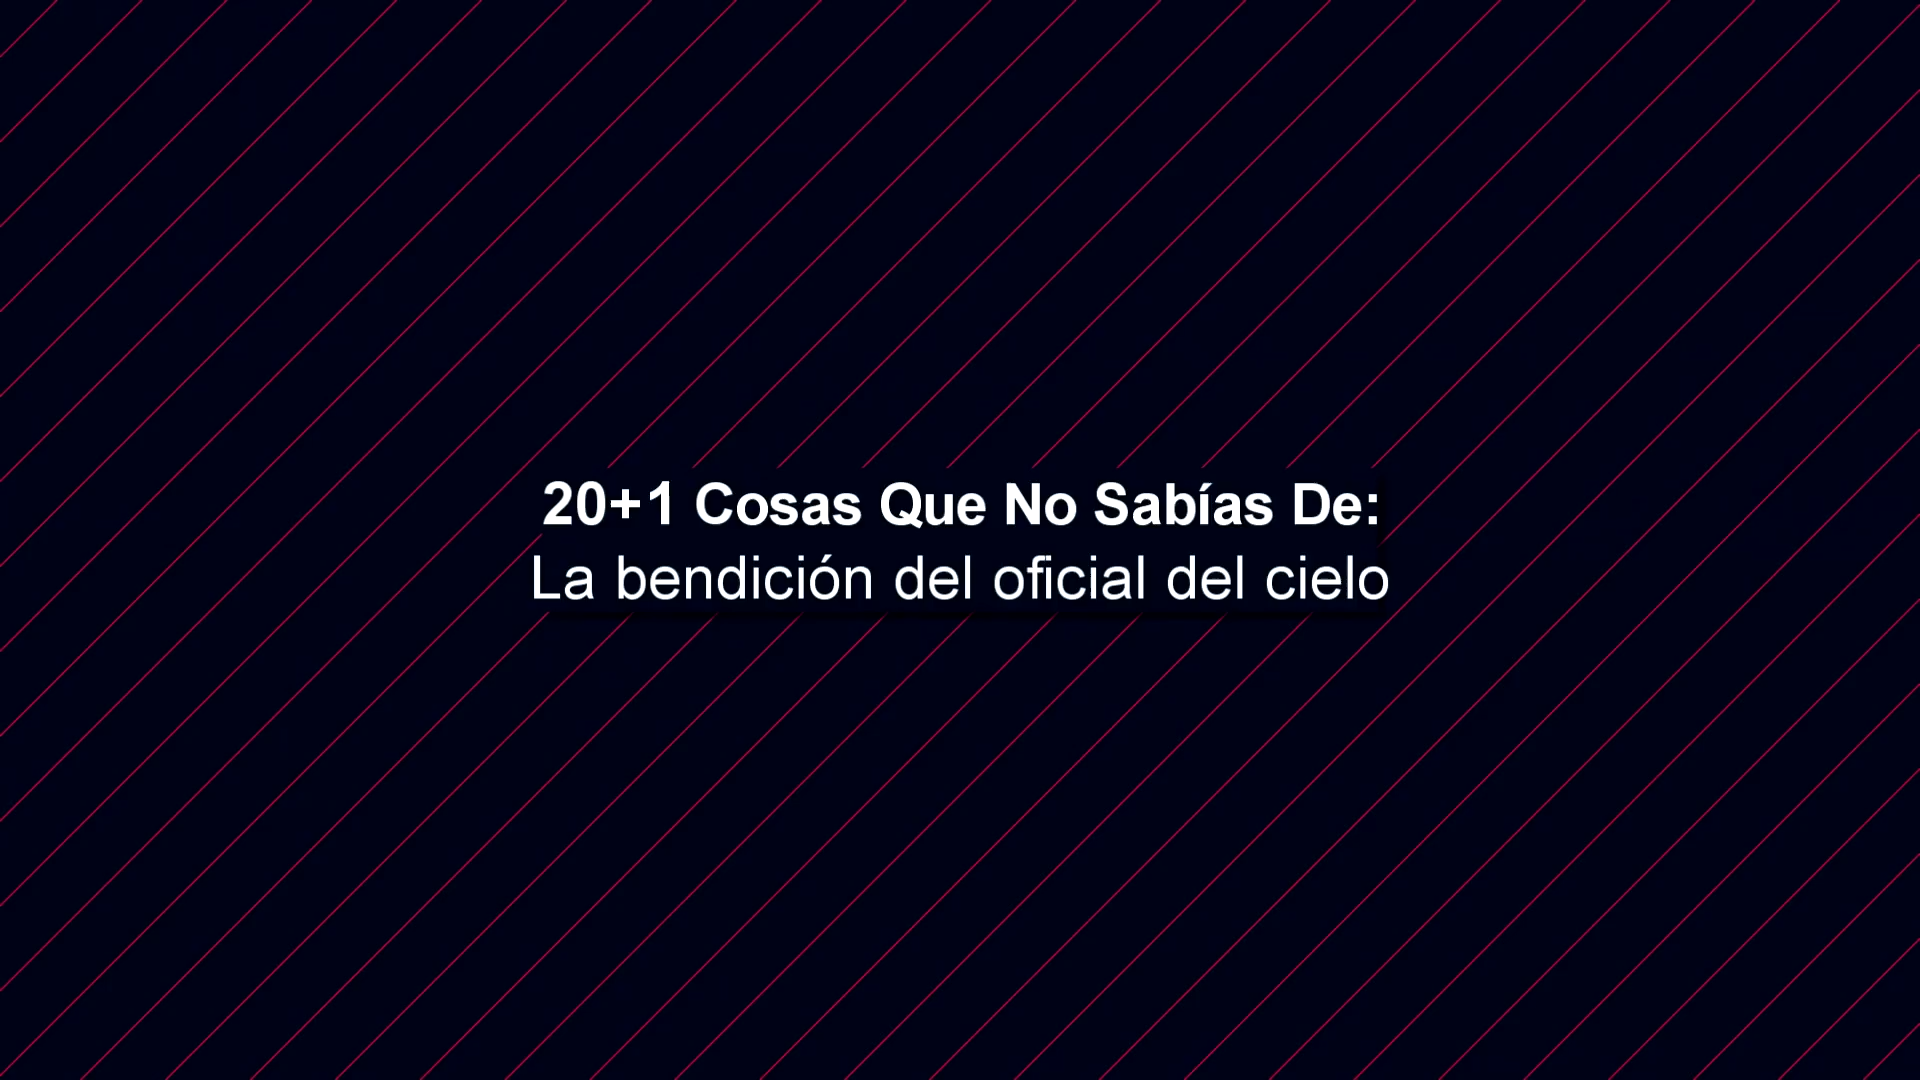 20+1 Cosas Que No Sabías De:
La bendición del oficial del cielo